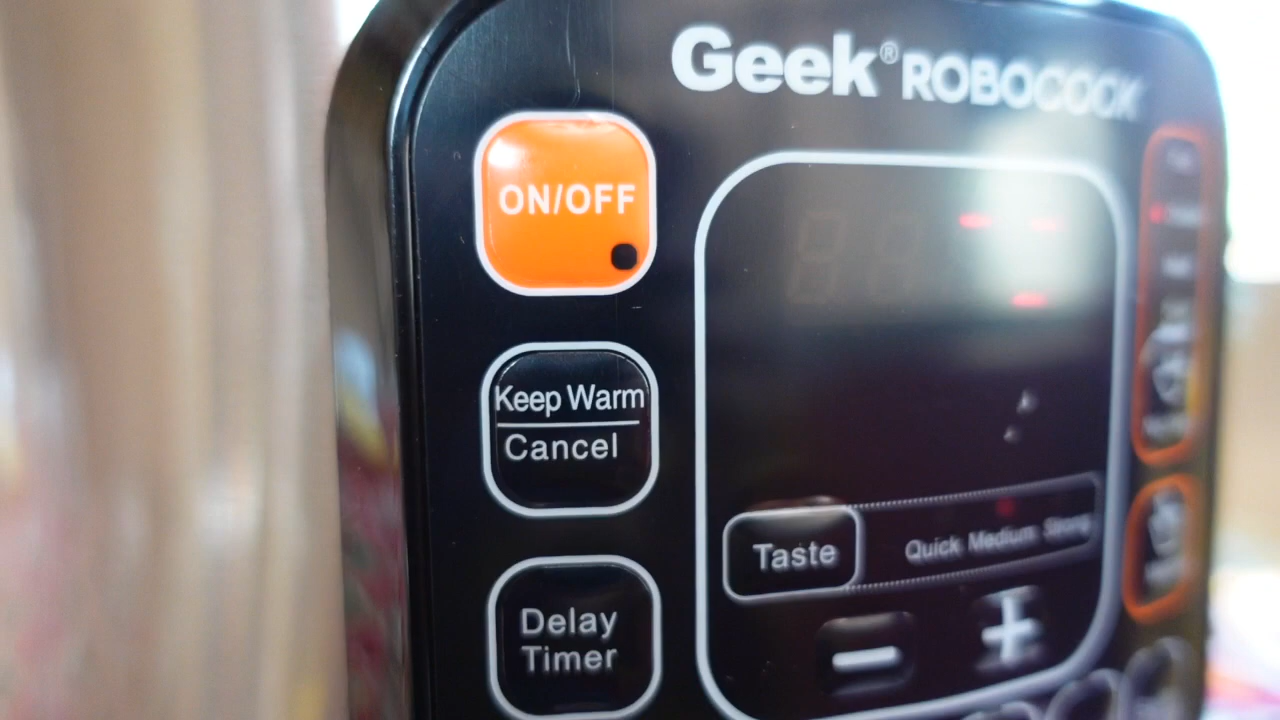 Geek® ROBOCOOK
ON/OFF
Keep Warm
Cancel
Delay
Timer
Taste
Quick Medium Strong